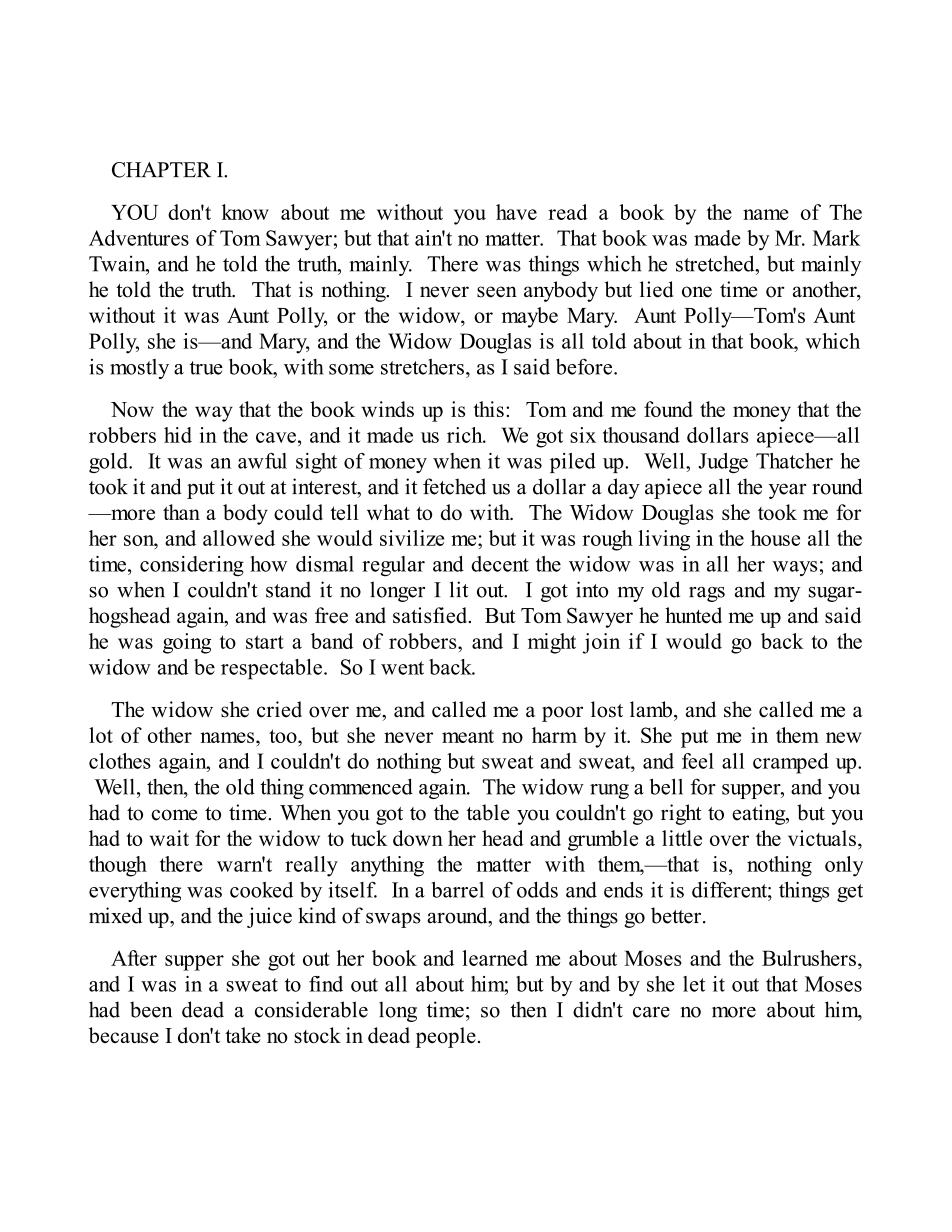 CHAPTER I.
YOU don't know about me without you have read a book by the name of The
Adventures of Tom Sawyer; but that ain't no matter.  That book was made by Mr. Mark
Twain, and he told the truth, mainly.  There was things which he stretched, but mainly
he told the truth.  That is nothing.  I never seen anybody but lied one time or another,
without it was Aunt Polly, or the widow, or maybe Mary.  Aunt Polly—Tom's Aunt
Polly, she is—and Mary, and the Widow Douglas is all told about in that book, which
is mostly a true book, with some stretchers, as I said before.
Now the way that the book winds up is this:  Tom and me found the money that the
robbers hid in the cave, and it made us rich.  We got six thousand dollars apiece—all
gold.  It was an awful sight of money when it was piled up.  Well, Judge Thatcher he
took it and put it out at interest, and it fetched us a dollar a day apiece all the year round
—more than a body could tell what to do with.  The Widow Douglas she took me for
her son, and allowed she would sivilize me; but it was rough living in the house all the
time, considering how dismal regular and decent the widow was in all her ways; and
so when I couldn't stand it no longer I lit out.  I got into my old rags and my sugar-
hogshead again, and was free and satisfied.  But Tom Sawyer he hunted me up and said
he was going to start a band of robbers, and I might join if I would go back to the
widow and be respectable.  So I went back.
The widow she cried over me, and called me a poor lost lamb, and she called me a
lot of other names, too, but she never meant no harm by it. She put me in them new
clothes again, and I couldn't do nothing but sweat and sweat, and feel all cramped up.
Well, then, the old thing commenced again.  The widow rung a bell for supper, and you
had to come to time. When you got to the table you couldn't go right to eating, but you
had to wait for the widow to tuck down her head and grumble a little over the victuals,
though there warn't really anything the matter with them,—that is, nothing only
everything was cooked by itself.  In a barrel of odds and ends it is different; things get
mixed up, and the juice kind of swaps around, and the things go better.
After supper she got out her book and learned me about Moses and the Bulrushers,
and I was in a sweat to find out all about him; but by and by she let it out that Moses
had been dead a considerable long time; so then I didn't care no more about him,
because I don't take no stock in dead people.